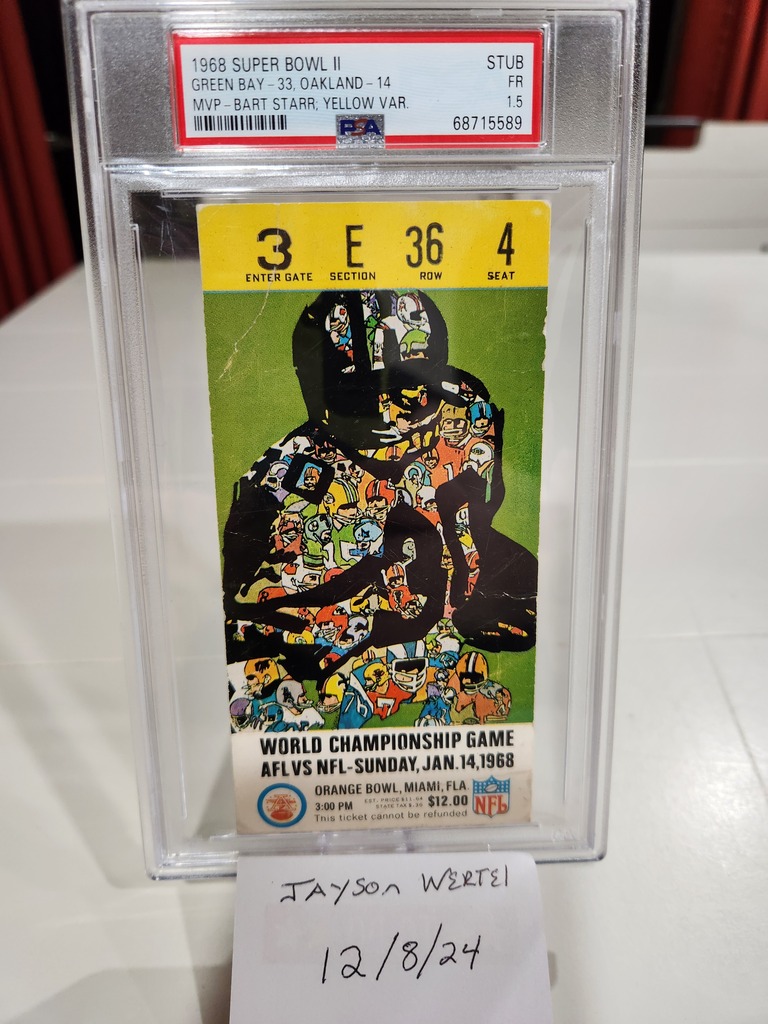 1968 SUPER BOWL II STUB
GREEN BAY - 33, OAKLAND - 14 FR
MVP - BART STARR; YELLOW VAR. 1.5
PSA 68715589
3 E 36 4
ENTER GATE SECTION ROW SEAT
WORLD CHAMPIONSHIP GAME
AFL VS NFL-SUNDAY, JAN. 14, 1968
ORANGE BOWL, MIAMI, FLA.
3:00 PM $12.00
This ticket cannot be refunded
NFL
JAYSON WERTEL
12/8/24